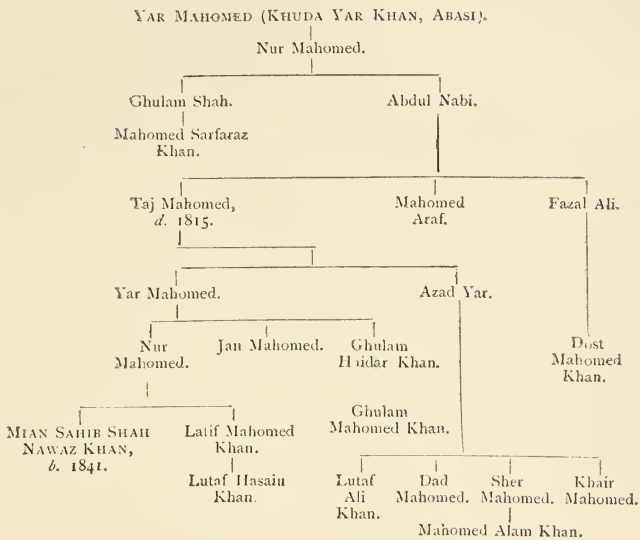 YAR MAHOMED (KHUDA YAR KHAN, ABASI).
Nur Mahomed.
Ghulam Shah. Abdul Nabi.
Mahomed Sarfaraz
Khan.
Taj Mahomed, Mahomed Fazal Ali.
d. 1815. Araf.
Yar Mahomed. Azad Yar.
Nur Jan Mahomed. Ghulam Dost
Mahomed. Haidar Khan. Mahomed
Khan.
Ghulam
Mahomed Khan.
MIAN SAHIB SHAH Latif Mahomed
NAWAZ KHAN, Khan.
b. 1841.
Lutaf Hasain Lutaf Dad Sher Khair
Khan. Ali Mahomed. Mahomed. Mahomed.
Khan.
Mahomed Alam Khan.